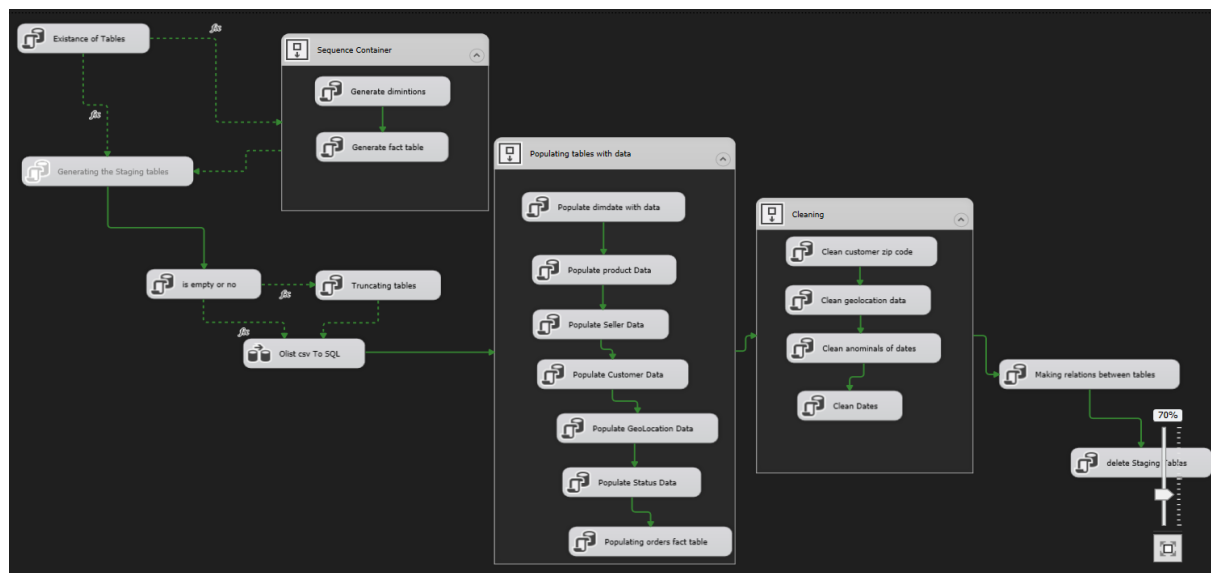 Existance of Tables
fx
Sequence Container
Generate dimintions
fx
Generate fact table
Generating the Staging tables
Populating tables with data
Populate dimdate with data
Cleaning
Clean customer zip code
is empty or no
fx
Truncating tables
Populate product Data
Clean geolocation data
fx
Populate Seller Data
Olist csv To SQL
Clean anominals of dates
Populate Customer Data
Making relations between tables
Clean Dates
70%
Populate GeoLocation Data
delete Staging Tables
Populate Status Data
Populating orders fact table